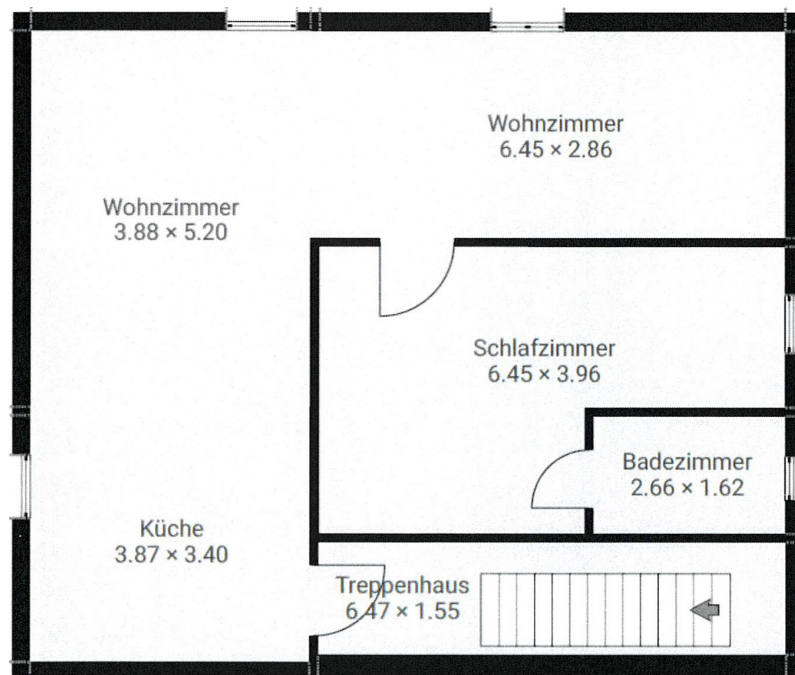 Wohnzimmer
6.45 × 2.86
Wohnzimmer
3.88 × 5.20
Schlafzimmer
6.45 × 3.96
Badezimmer
2.66 × 1.62
Küche
3.87 × 3.40
Treppenhaus
6.47 × 1.55